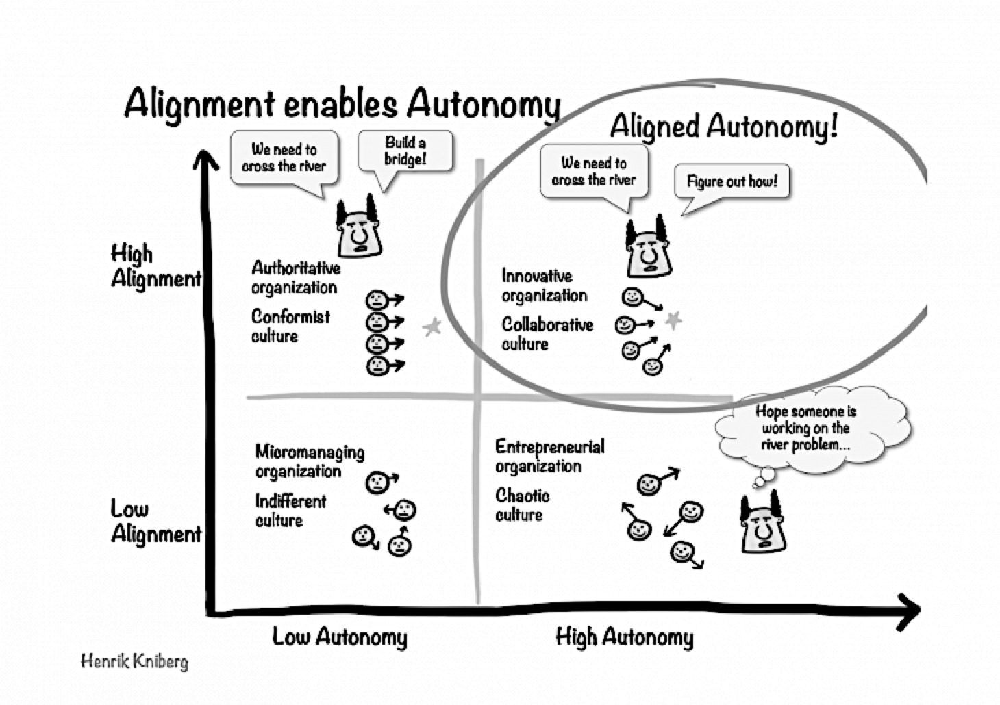 Alignment enables Autonomy
Aligned Autonomy!
We need to
cross the river
Build a
bridge!
We need to
cross the river
Figure out how!
High
Alignment
Authoritative
organization
Conformist
culture
Innovative
organization
Collaborative
culture
Hope someone is
working on the
river problem...
Low
Alignment
Micromanaging
organization
Indifferent
culture
Entrepreneurial
organization
Chaotic
culture
Low Autonomy
High Autonomy
Henrik Kniberg